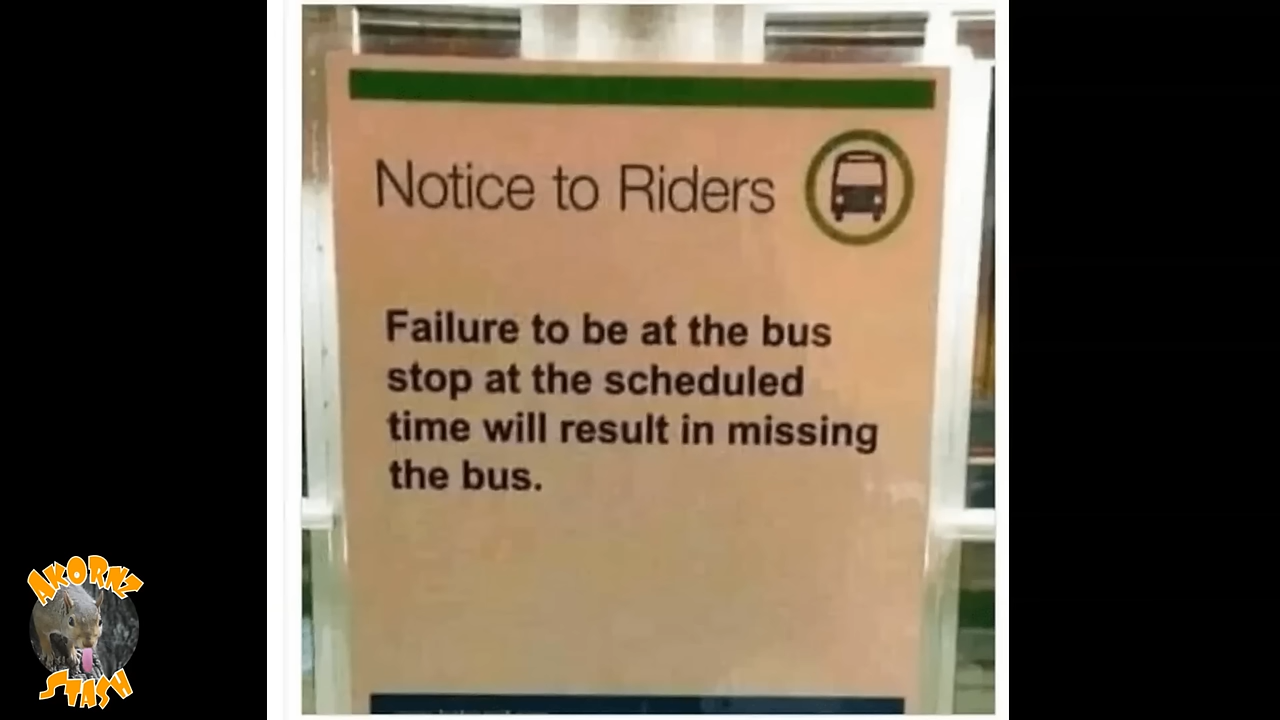 Notice to Riders
Failure to be at the bus
stop at the scheduled
time will result in missing
the bus.
AKORNZ
STASH